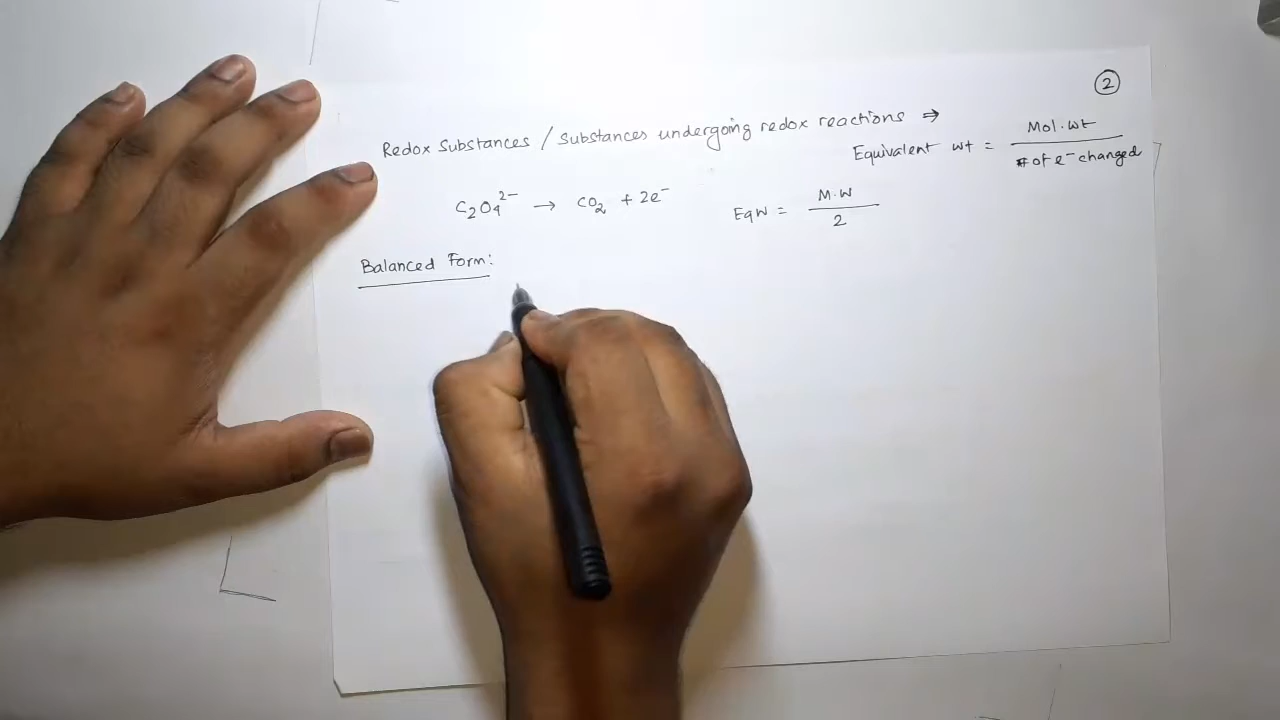 ②
Redox Substances / Substances undergoing redox reactions ⇒
Equivalent wt = Mol.wt / # of e⁻ changed
C₂O₄²⁻ → CO₂ + 2e⁻
Eqw = M.W / 2
Balanced Form: